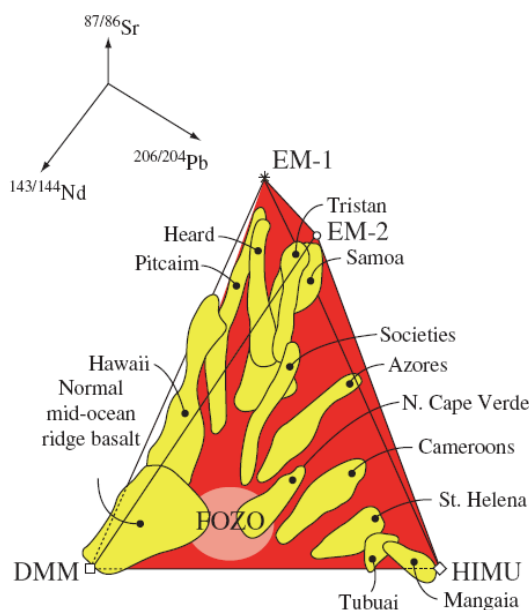 87/86Sr
206/204Pb
143/144Nd
EM-1
Tristan
EM-2
Heard
Samoa
Pitcaim
Societies
Hawaii
Azores
Normal
mid-ocean
ridge basalt
N. Cape Verde
Cameroons
St. Helena
FOZO
DMM
HIMU
Tubuai
Mangaia